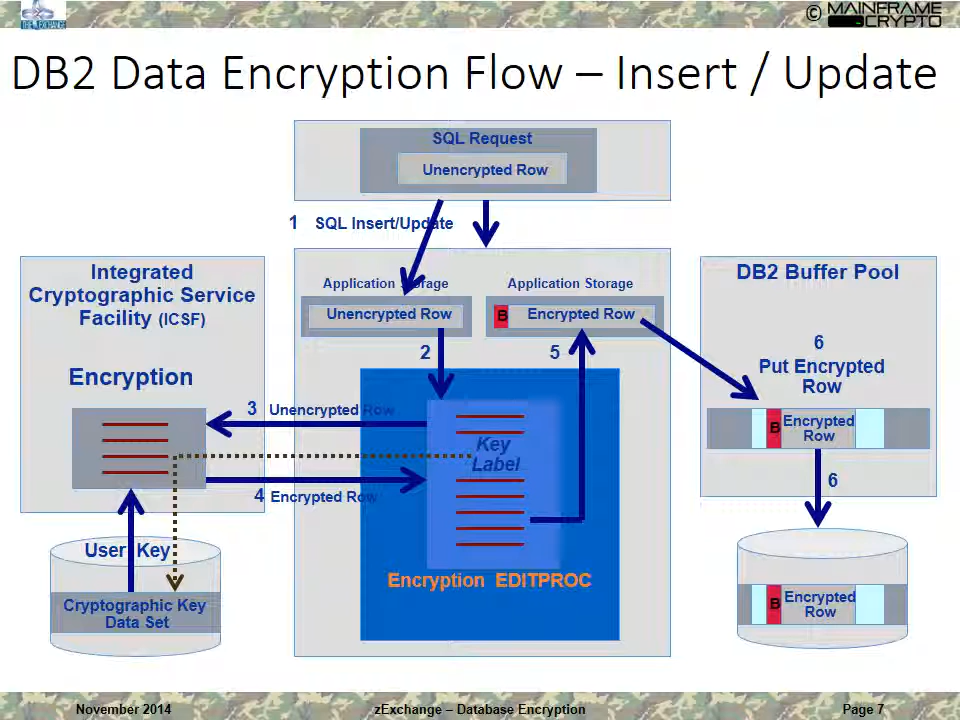 THE EXCHANGE
© MAINFRAME
CRYPTO
DB2 Data Encryption Flow – Insert / Update
SQL Request
Unencrypted Row
1 SQL Insert/Update
Integrated
Cryptographic Service
Facility (ICSF)
Encryption
Application Storage
Unencrypted Row
Application Storage
B Encrypted Row
DB2 Buffer Pool
6
Put Encrypted
Row
B Encrypted
Row
2
5
3 Unencrypted Row
Key
Label
4 Encrypted Row
6
Encryption EDITPROC
User Key
Cryptographic Key
Data Set
B Encrypted
Row
November 2014
zExchange – Database Encryption
Page 7